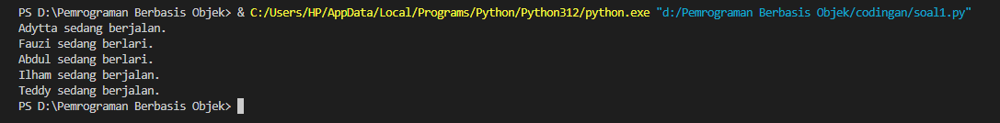 PS D:\Pemrograman Berbasis Objek> & C:/Users/HP/AppData/Local/Programs/Python/Python312/python.exe "d:/Pemrograman Berbasis Objek/codingan/soal1.py"
Adytta sedang berjalan.
Fauzi sedang berlari.
Abdul sedang berlari.
Ilham sedang berjalan.
Teddy sedang berjalan.
PS D:\Pemrograman Berbasis Objek>